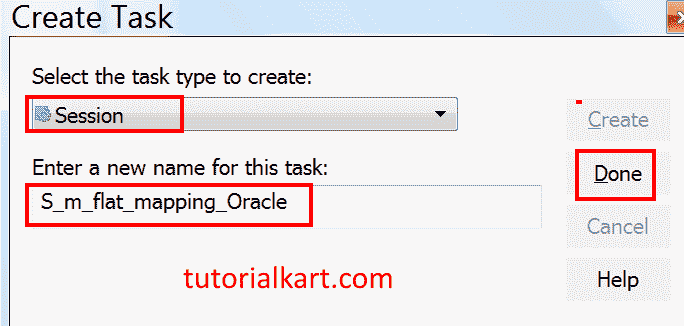 Create Task
Select the task type to create:
Session
Create
Enter a new name for this task:
Done
S_m_flat_mapping_Oracle
Cancel
tutorialkart.com
Help